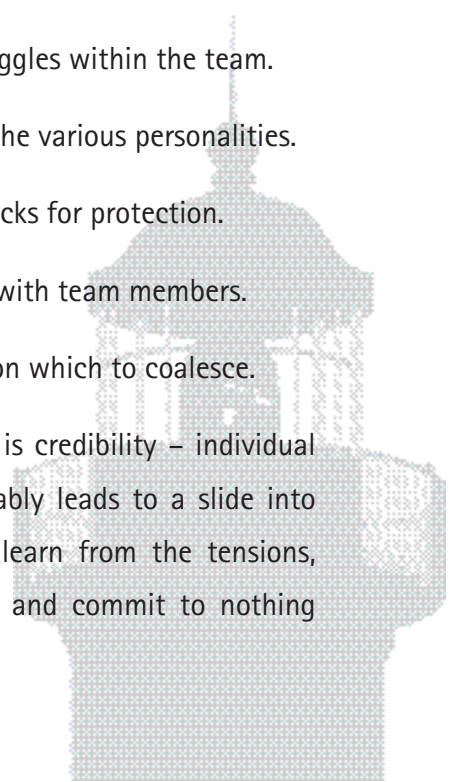 ggles within the team.
he various personalities.
cks for protection.
with team members.
on which to coalesce.
is credibility – individual
ably leads to a slide into
learn from the tensions,
and commit to nothing